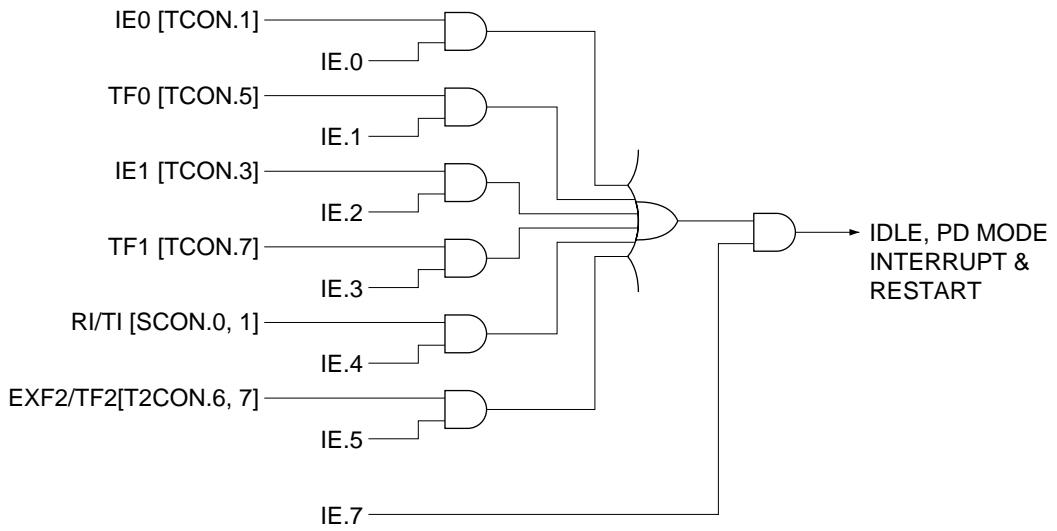 IE0 [TCON.1]
IE.0
TF0 [TCON.5]
IE.1
IE1 [TCON.3]
IE.2
TF1 [TCON.7]
IE.3
RI/TI [SCON.0, 1]
IE.4
EXF2/TF2[T2CON.6, 7]
IE.5
IE.7
IDLE, PD MODE
INTERRUPT &
RESTART